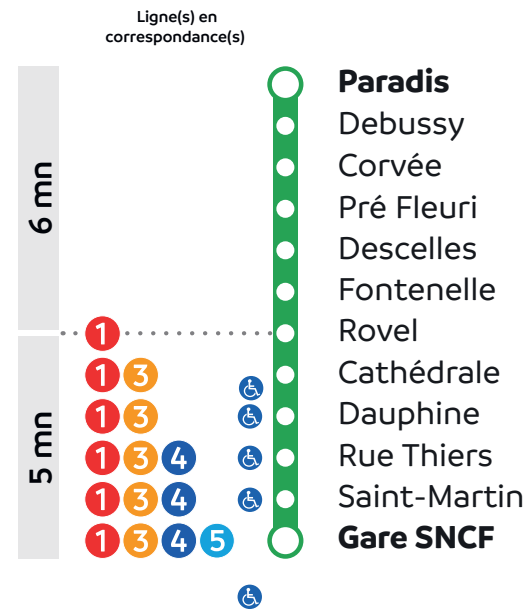 Ligne(s) en
correspondance(s)
Paradis
Debussy
Corvée
Pré Fleuri
Descelles
Fontenelle
6 mn
1 Rovel
1 3 Cathédrale
1 3 Dauphine
1 3 4 Rue Thiers
1 3 4 Saint-Martin
1 3 4 5 Gare SNCF
5 mn